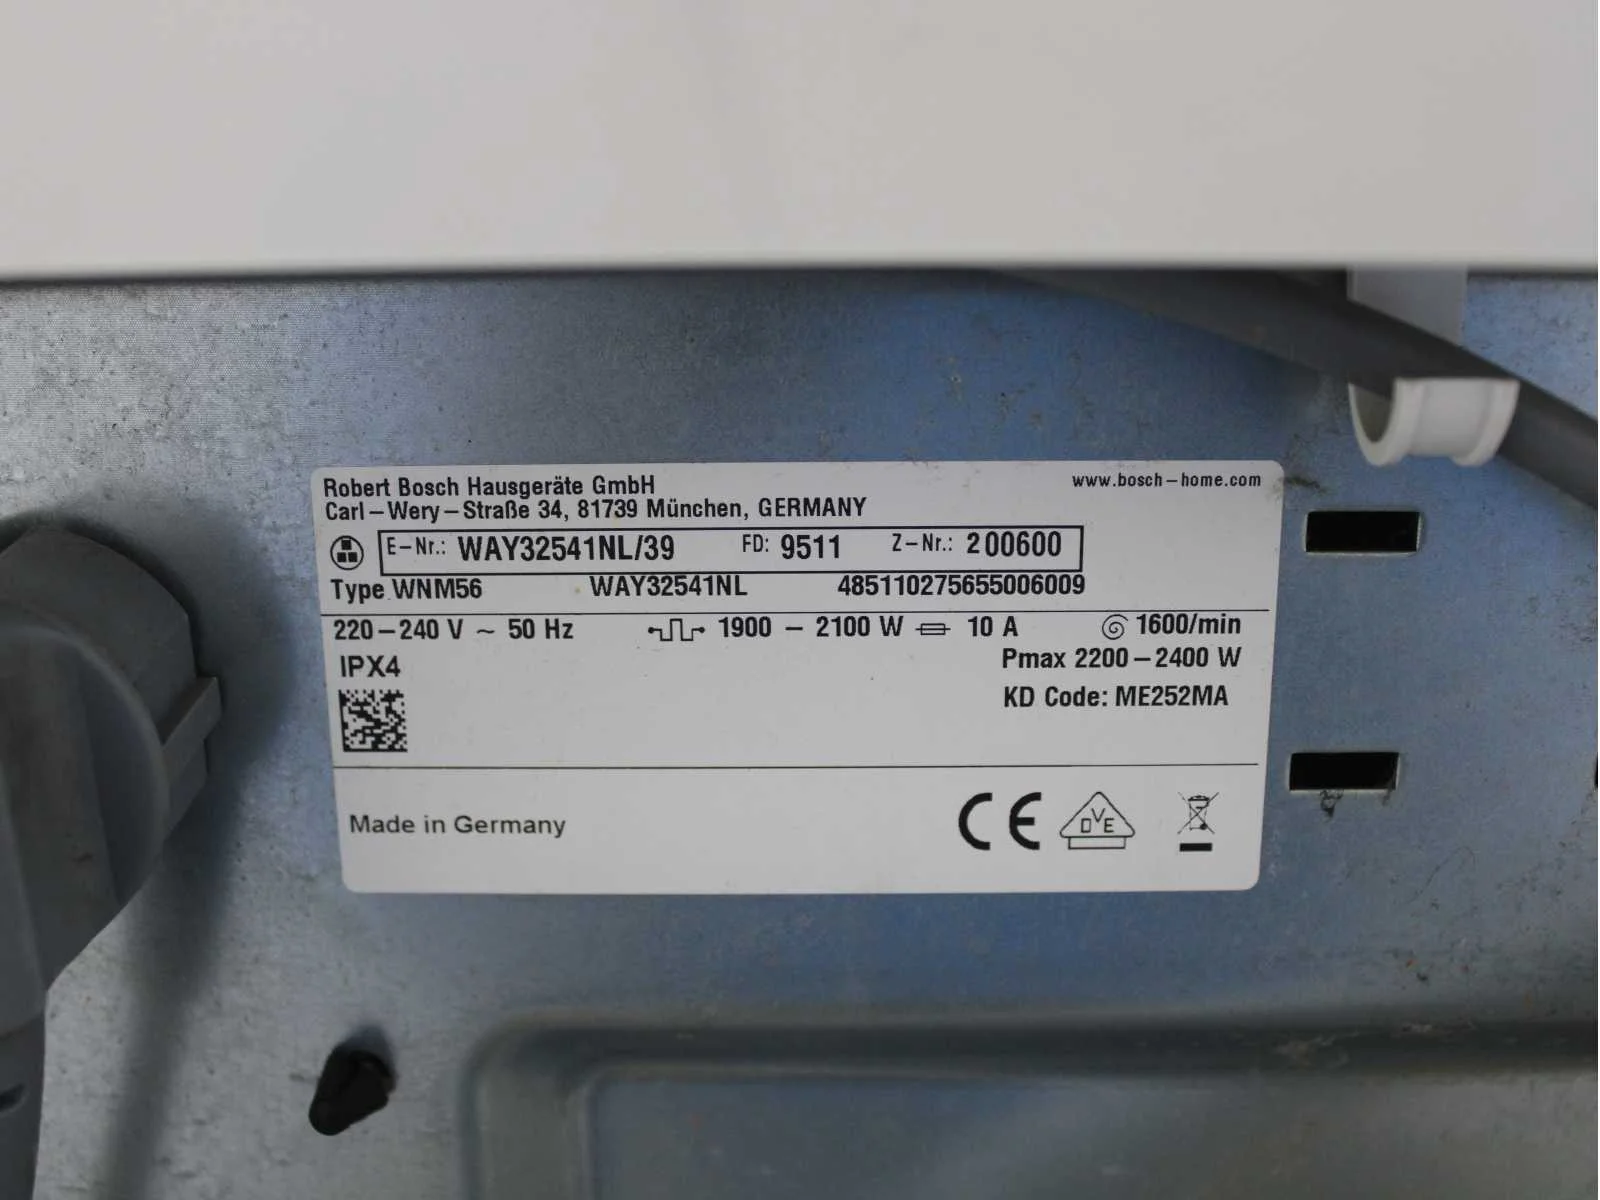 Robert Bosch Hausgeräte GmbH www.bosch-home.com
Carl-Wery-Straße 34, 81739 München, GERMANY
E-Nr.: WAY32541NL/39 FD: 9511 Z-Nr.: 200600
Type WNM56 WAY32541NL 485110275655006009
220-240 V ~ 50 Hz 1900 - 2100 W 10 A 1600/min
IPX4 Pmax 2200-2400 W
KD Code: ME252MA
Made in Germany CE DVE